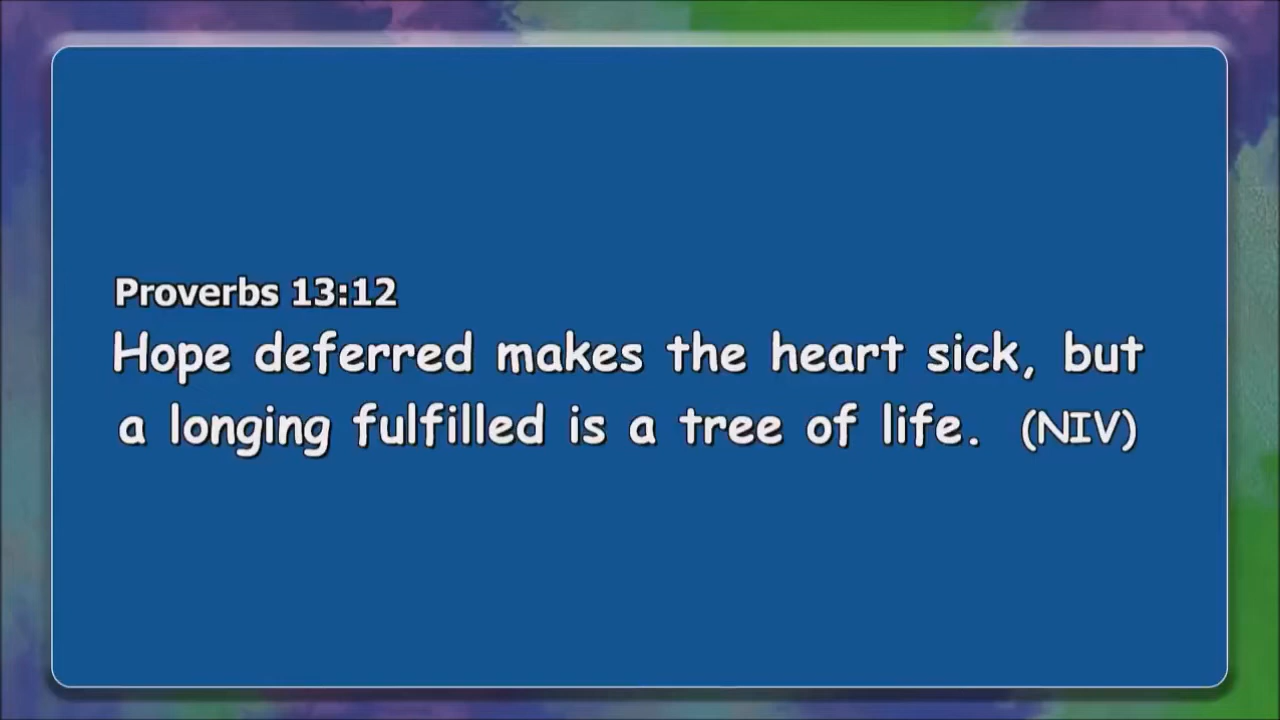 Proverbs 13:12
Hope deferred makes the heart sick, but
a longing fulfilled is a tree of life. (NIV)